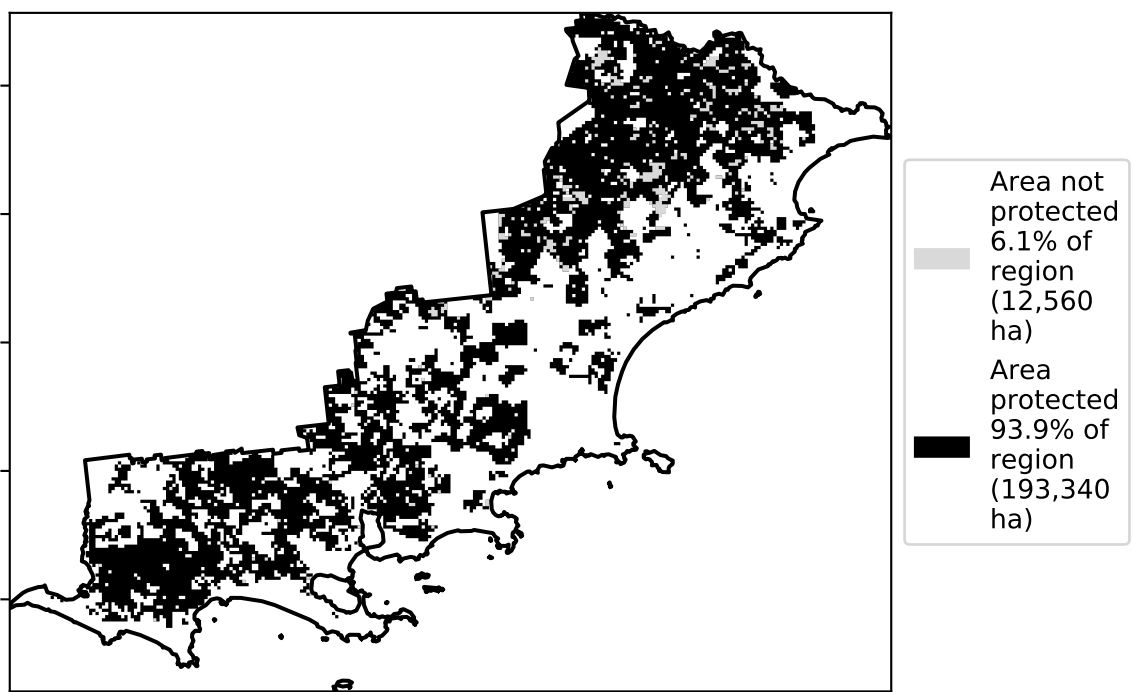 Area not
protected
6.1% of
region
(12,560
ha)
Area
protected
93.9% of
region
(193,340
ha)